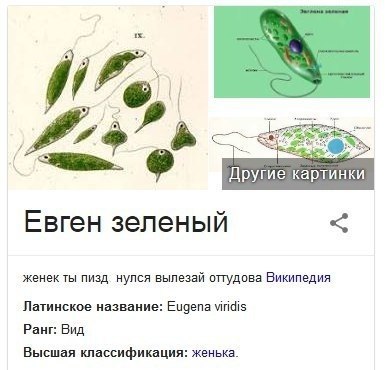 IX.
Эвглена зеленая
Другие картинки
Евген зеленый
женек ты пизд нулся вылезай оттудова Википедия
Латинское название: Eugena viridis
Ранг: Вид
Высшая классификация: женька.